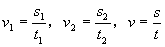 v₁ = s₁/t₁, v₂ = s₂/t₂, v = s/t